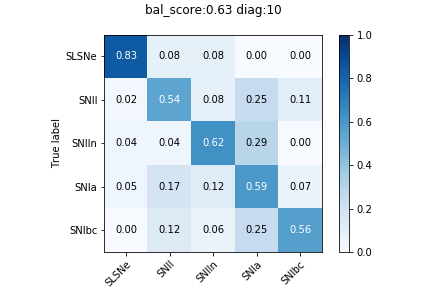 bal_score:0.63 diag:10
SLSNe 0.83 0.08 0.08 0.00 0.00
SNII 0.02 0.54 0.08 0.25 0.11
SNIIn 0.04 0.04 0.62 0.29 0.00
SNIa 0.05 0.17 0.12 0.59 0.07
SNIbc 0.00 0.12 0.06 0.25 0.56
True label
SLSNe SNII SNIIn SNIa SNIbc
1.0
0.8
0.6
0.4
0.2
0.0